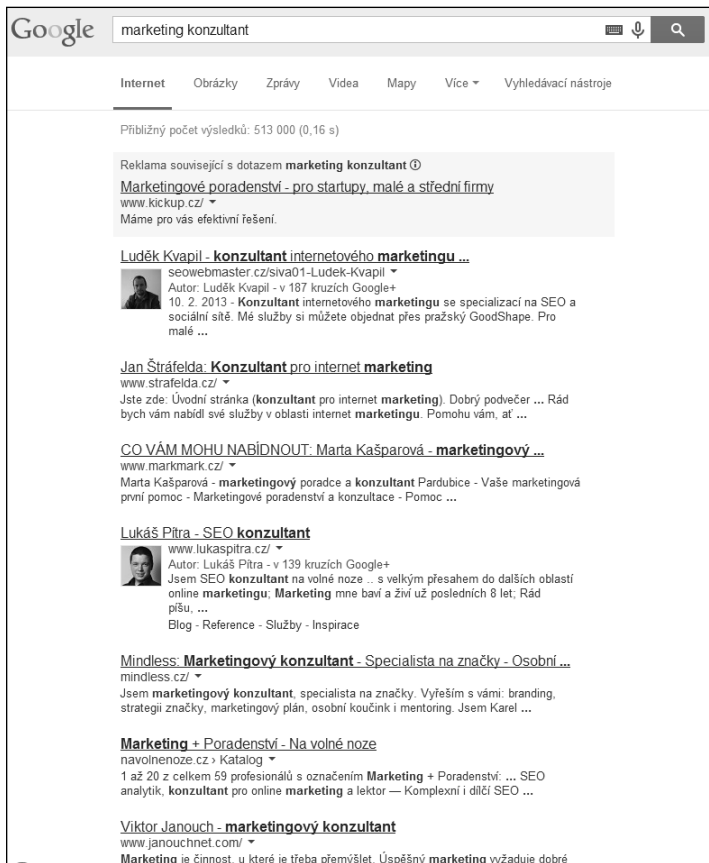 Google marketing konzultant
Internet Obrázky Zprávy Videa Mapy Více Vyhledávací nástroje
Přibližný počet výsledků: 513 000 (0,16 s)
Reklama související s dotazem marketing konzultant
Marketingové poradenství - pro startupy, malé a střední firmy
www.kickup.cz/
Máme pro vás efektivní řešení.
Luděk Kvapil - konzultant internetového marketingu ...
seowebmaster.cz/siva01-Ludek-Kvapil
Autor: Luděk Kvapil - v 187 kruzích Google+
10. 2. 2013 - Konzultant internetového marketingu se specializací na SEO a
sociální sítě. Mé služby si můžete objednat přes pražský GoodShape. Pro
malé ...
Jan Štráfelda: Konzultant pro internet marketing
www.strafelda.cz/
Jste zde: Úvodní stránka (konzultant pro internet marketing). Dobrý podvečer ... Rád
bych vám nabídl své služby v oblasti internet marketingu. Pomohu vám, ať ...
CO VÁM MOHU NABÍDNOUT: Marta Kašparová - marketingový ...
www.markmark.cz/
Marta Kašparová - marketingový poradce a konzultant Pardubice - Vaše marketingová
první pomoc - Marketingové poradenství a konzultace - Pomoc ...
Lukáš Pítra - SEO konzultant
www.lukaspitra.cz/
Autor: Lukáš Pítra - v 139 kruzích Google+
Jsem SEO konzultant na volné noze .. s velkým přesahem do dalších oblastí
online marketingu; Marketing mne baví a živí už posledních 8 let; Rád
píšu, ...
Blog - Reference - Služby - Inspirace
Mindless: Marketingový konzultant - Specialista na značky - Osobní ...
mindless.cz/
Jsem marketingový konzultant, specialista na značky. Vyřeším s vámi: branding,
strategii značky, marketingový plán, osobní koučink i mentoring. Jsem Karel ...
Marketing + Poradenství - Na volné noze
navolnenoze.cz › Katalog
1 až 20 z celkem 59 profesionálů s označením Marketing + Poradenství: ... SEO
analytik, konzultant pro online marketing a lektor — Komplexní i dílčí SEO ...
Viktor Janouch - marketingový konzultant
www.janouchnet.com/
Marketing je činnost, u které je třeba přemýšlet. Úspěšný marketing vyžaduje dobré